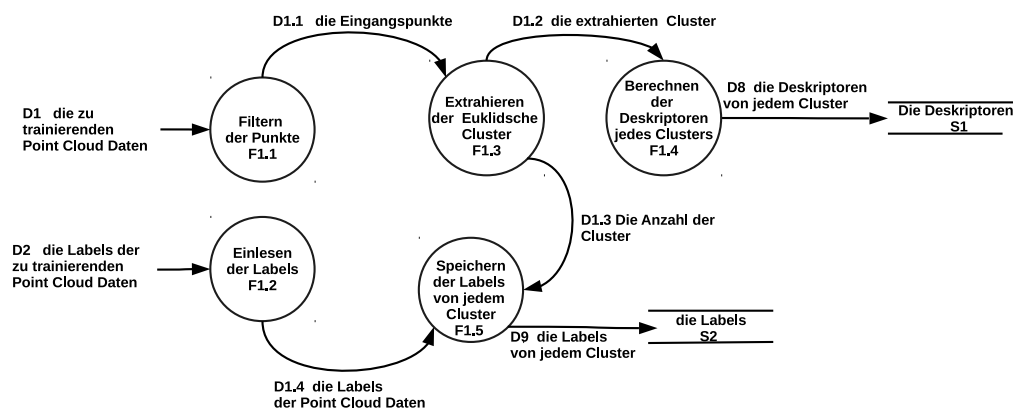 D1.1 die Eingangspunkte
D1.2 die extrahierten Cluster
D1 die zu
trainierenden
Point Cloud Daten
Filtern
der Punkte
F1.1
Extrahieren
der Euklidsche
Cluster
F1.3
Berechnen
der
Deskriptoren
jedes Clusters
F1.4
D8 die Deskriptoren
von jedem Cluster
Die Deskriptoren
S1
D1.3 Die Anzahl der
Cluster
D2 die Labels der
zu trainierenden
Point Cloud Daten
Einlesen
der Labels
F1.2
Speichern
der Labels
von jedem
Cluster
F1.5
D9 die Labels
von jedem Cluster
die Labels
S2
D1.4 die Labels
der Point Cloud Daten